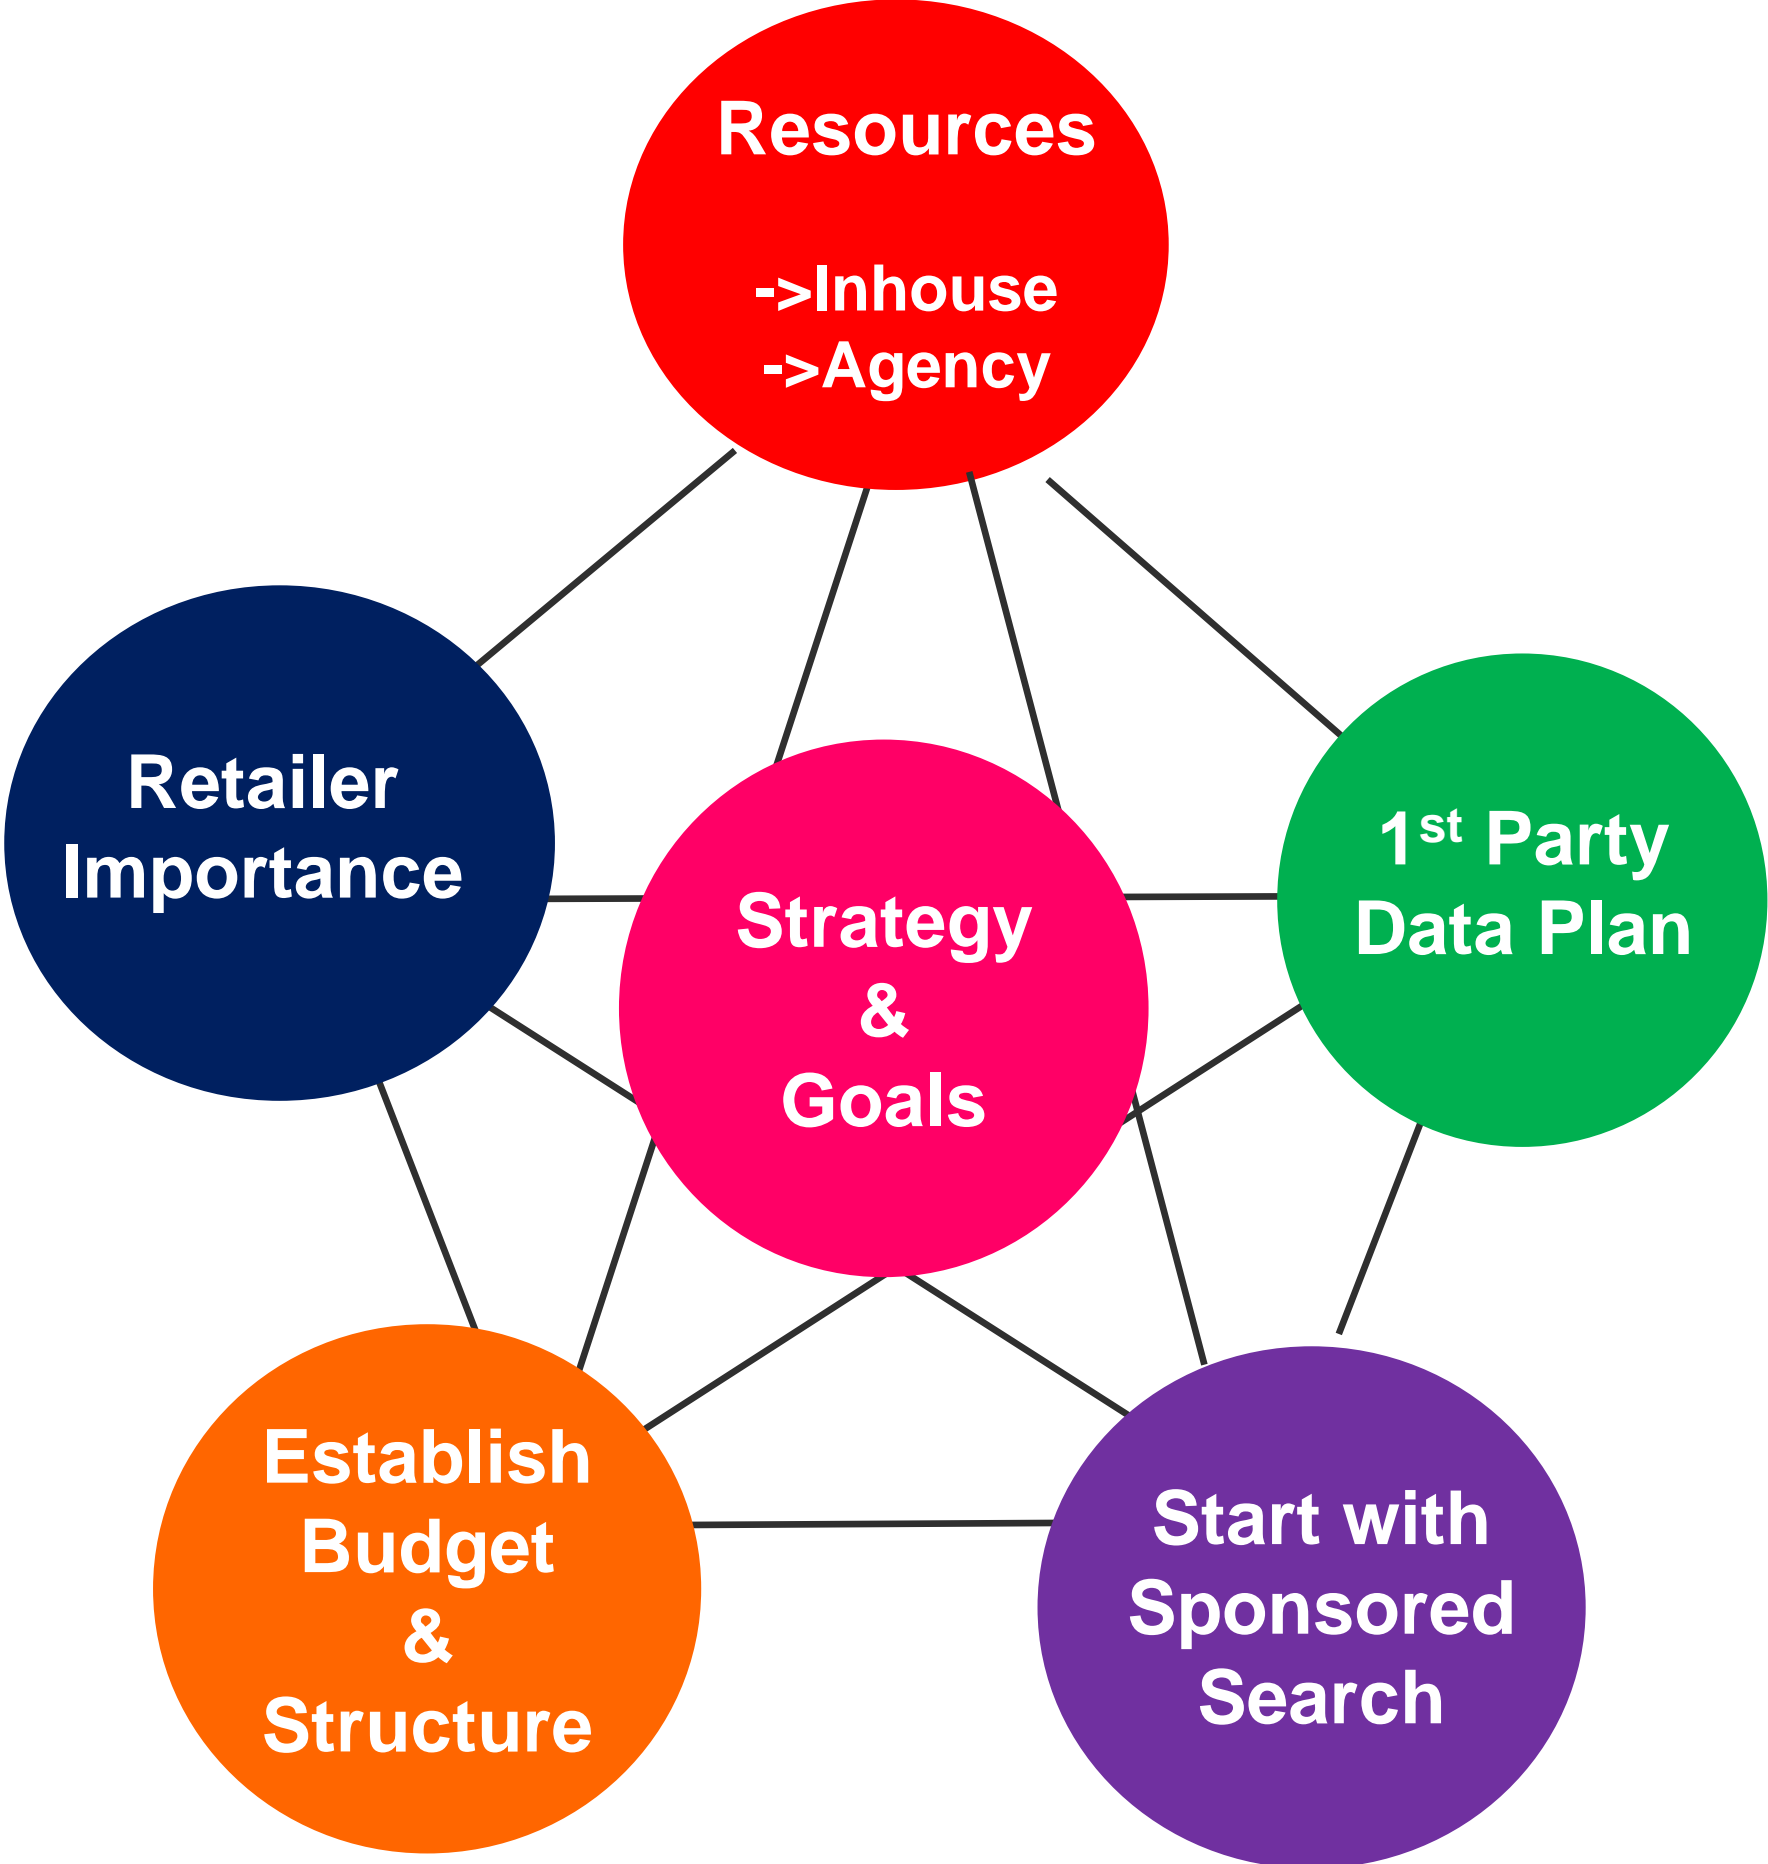 Resources
->Inhouse
->Agency
Retailer
Importance
Strategy
&
Goals
1st Party
Data Plan
Establish
Budget
&
Structure
Start with
Sponsored
Search